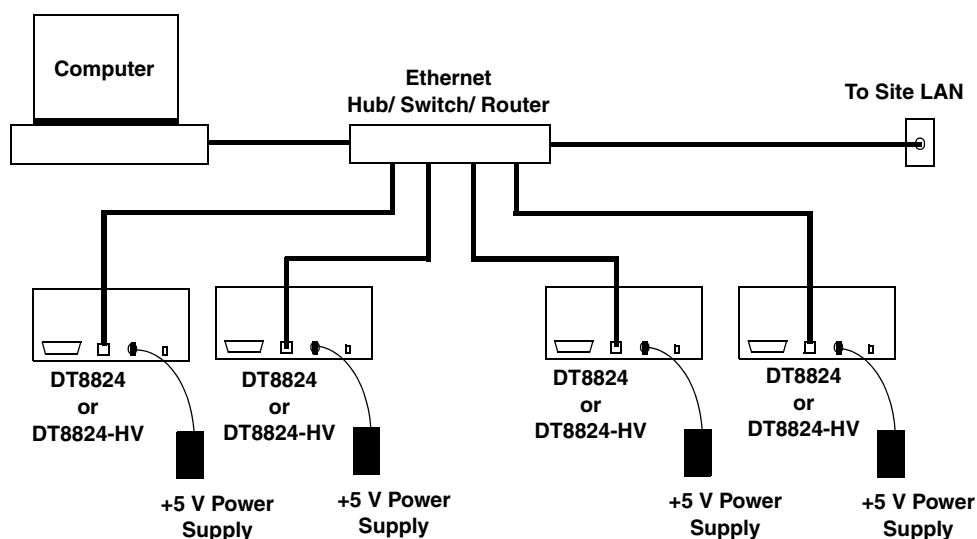 Computer
Ethernet
Hub/ Switch/ Router
To Site LAN
DT8824
or
DT8824-HV
DT8824
or
DT8824-HV
DT8824
or
DT8824-HV
DT8824
or
DT8824-HV
+5 V Power
Supply
+5 V Power
Supply
+5 V Power
Supply
+5 V Power
Supply